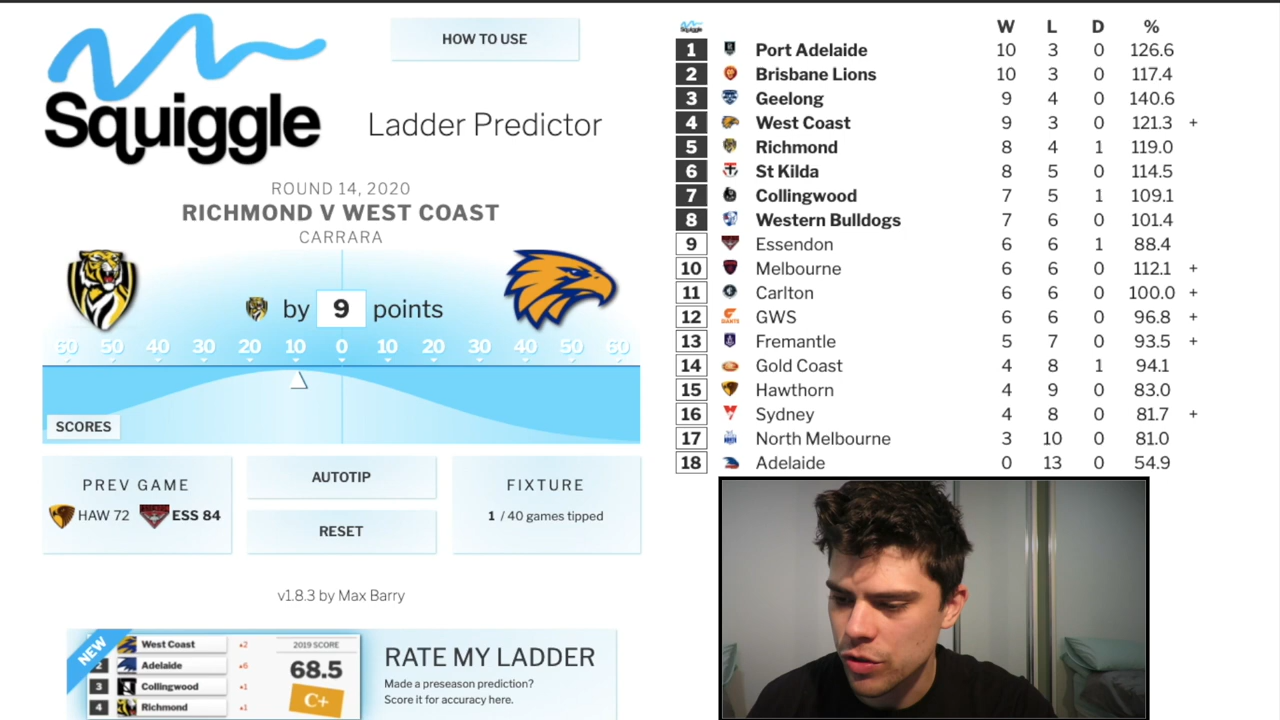 Squiggle
HOW TO USE
Ladder Predictor
ROUND 14, 2020
RICHMOND V WEST COAST
CARRARA
by 9 points
60 50 40 30 20 10 0 10 20 30 40 50 60
SCORES
PREV GAME
HAW 72 ESS 84
AUTOTIP
RESET
FIXTURE
1 / 40 games tipped
v1.8.3 by Max Barry
NEW
West Coast 2
2 Adelaide 6
3 Collingwood 1
4 Richmond 1
2019 SCORE
68.5
C+
RATE MY LADDER
Made a preseason prediction?
Score it for accuracy here.
W L D %
1 Port Adelaide 10 3 0 126.6
2 Brisbane Lions 10 3 0 117.4
3 Geelong 9 4 0 140.6
4 West Coast 9 3 0 121.3 +
5 Richmond 8 4 1 119.0
6 St Kilda 8 5 0 114.5
7 Collingwood 7 5 1 109.1
8 Western Bulldogs 7 6 0 101.4
9 Essendon 6 6 1 88.4
10 Melbourne 6 6 0 112.1 +
11 Carlton 6 6 0 100.0 +
12 GWS 6 6 0 96.8 +
13 Fremantle 5 7 0 93.5 +
14 Gold Coast 4 8 1 94.1
15 Hawthorn 4 9 0 83.0
16 Sydney 4 8 0 81.7 +
17 North Melbourne 3 10 0 81.0
18 Adelaide 0 13 0 54.9